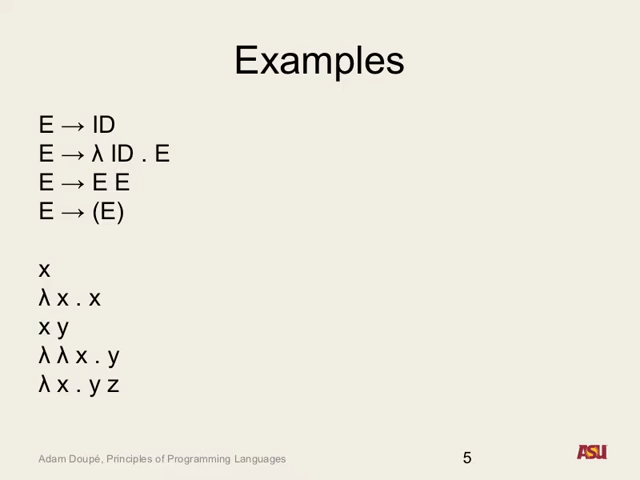 Examples
E → ID
E → λ ID . E
E → E E
E → (E)
x
λ x . x
x y
λ λ x . y
λ x . y z
Adam Doupé, Principles of Programming Languages
5
ASU